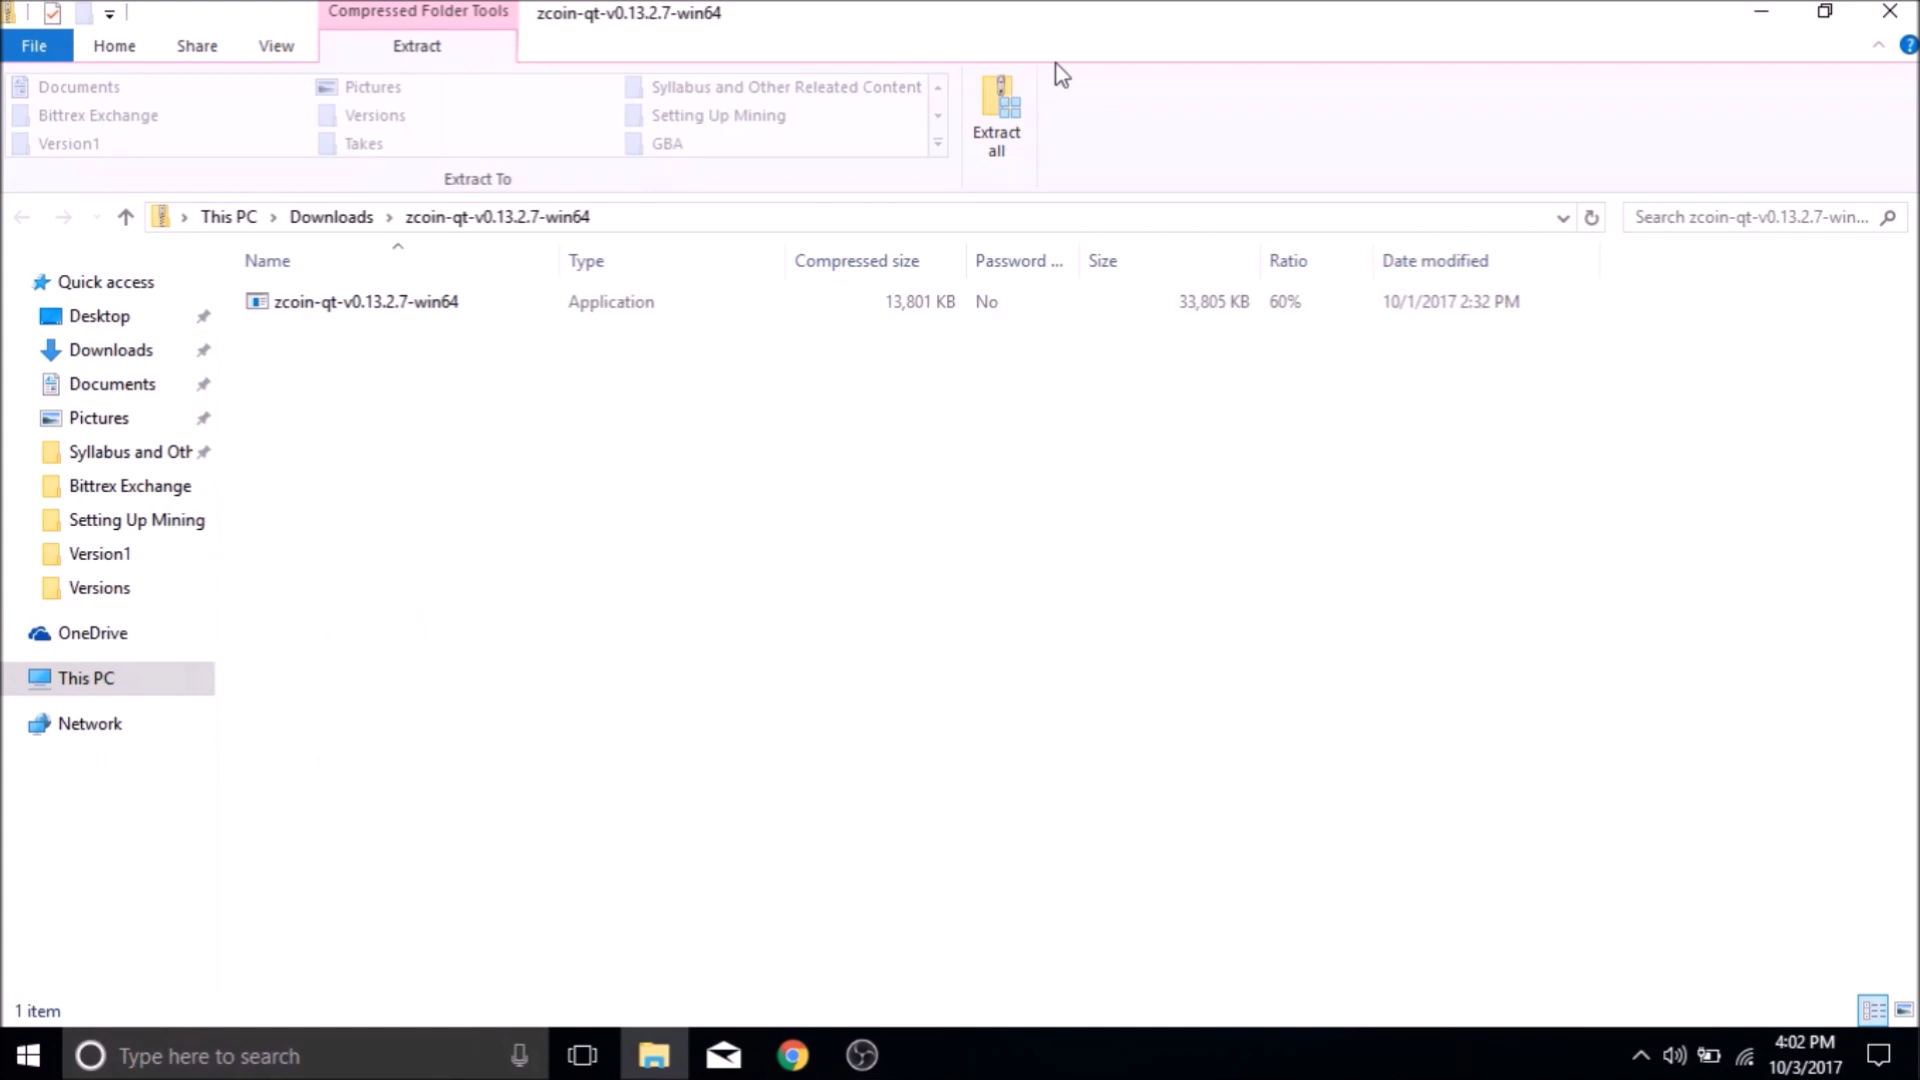 Compressed Folder Tools
zcoin-qt-v0.13.2.7-win64
File
Home
Share
View
Extract
?
Documents
Pictures
Syllabus and Other Releated Content
Bittrex Exchange
Versions
Setting Up Mining
Version1
Takes
GBA
Extract To
Extract
all
This PC
Downloads
zcoin-qt-v0.13.2.7-win64
Search zcoin-qt-v0.13.2.7-win...
Name
Type
Compressed size
Password ...
Size
Ratio
Date modified
zcoin-qt-v0.13.2.7-win64
Application
13,801 KB
No
33,805 KB
60%
10/1/2017 2:32 PM
Quick access
Desktop
Downloads
Documents
Pictures
Syllabus and Oth
Bittrex Exchange
Setting Up Mining
Version1
Versions
OneDrive
This PC
Network
1 item
Type here to search
4:02 PM
10/3/2017